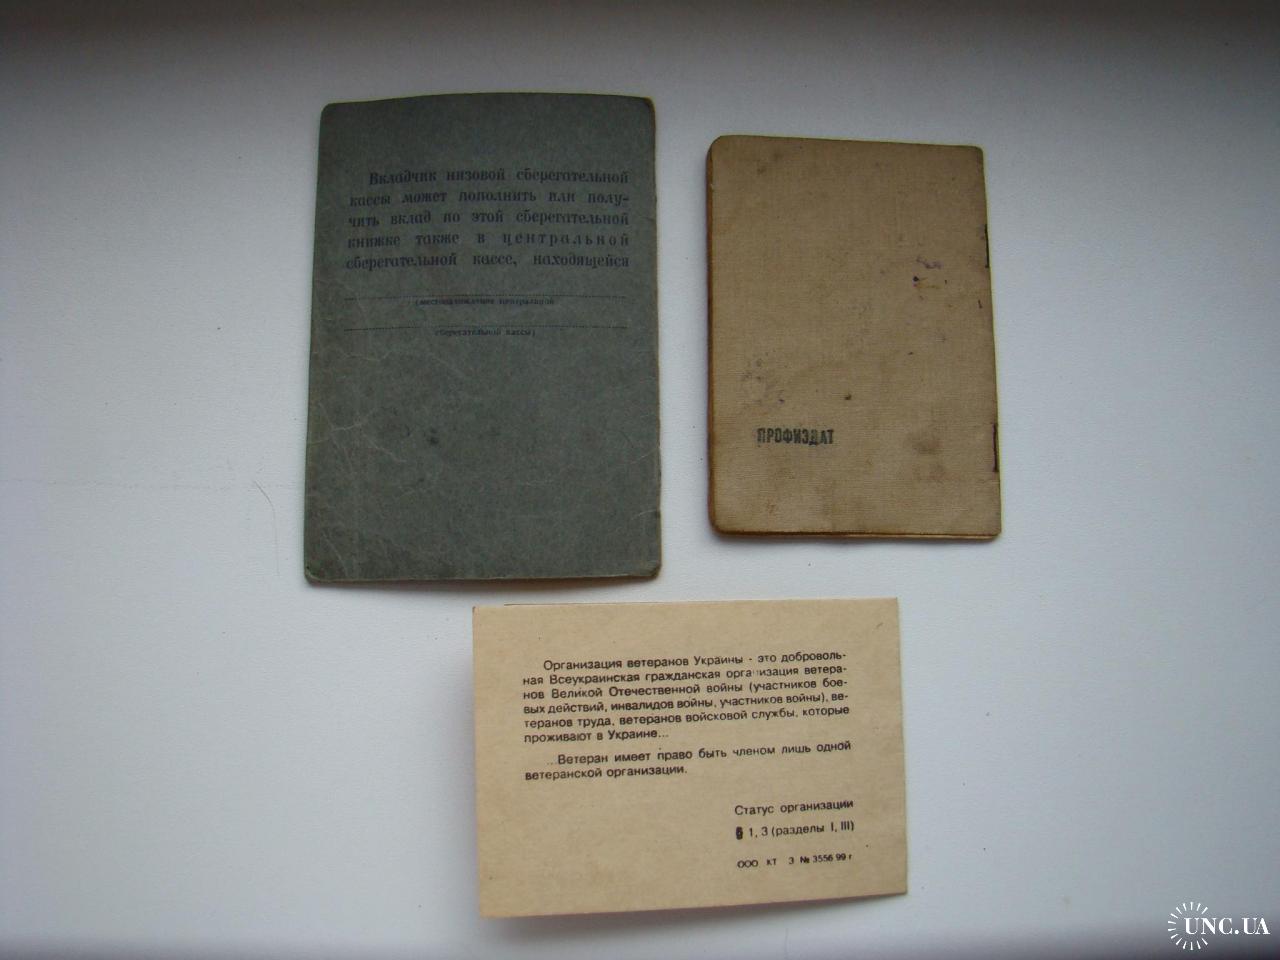 Вкладчик низовой сберегательной
кассы может пополнить или полу-
чить вклад по этой сберегательной
книжке также в центральной
сберегательной кассе, находящейся
(местонахождение центральной
сберегательной кассы)
ПРОФИЗДАТ
Организация ветеранов Украины - это доброволь-
ная Всеукраинская гражданская организация ветера-
нов Великой Отечественной войны (участников бое-
вых действий, инвалидов войны, участников войны), ве-
теранов труда, ветеранов войсковой службы, которые
проживают в Украине...
...Ветеран имеет право быть членом лишь одной
ветеранской организации.
Статус организации
§ 1, 3 (разделы I, III)
ООО КТ З № 3556 99 г
UNC.UA